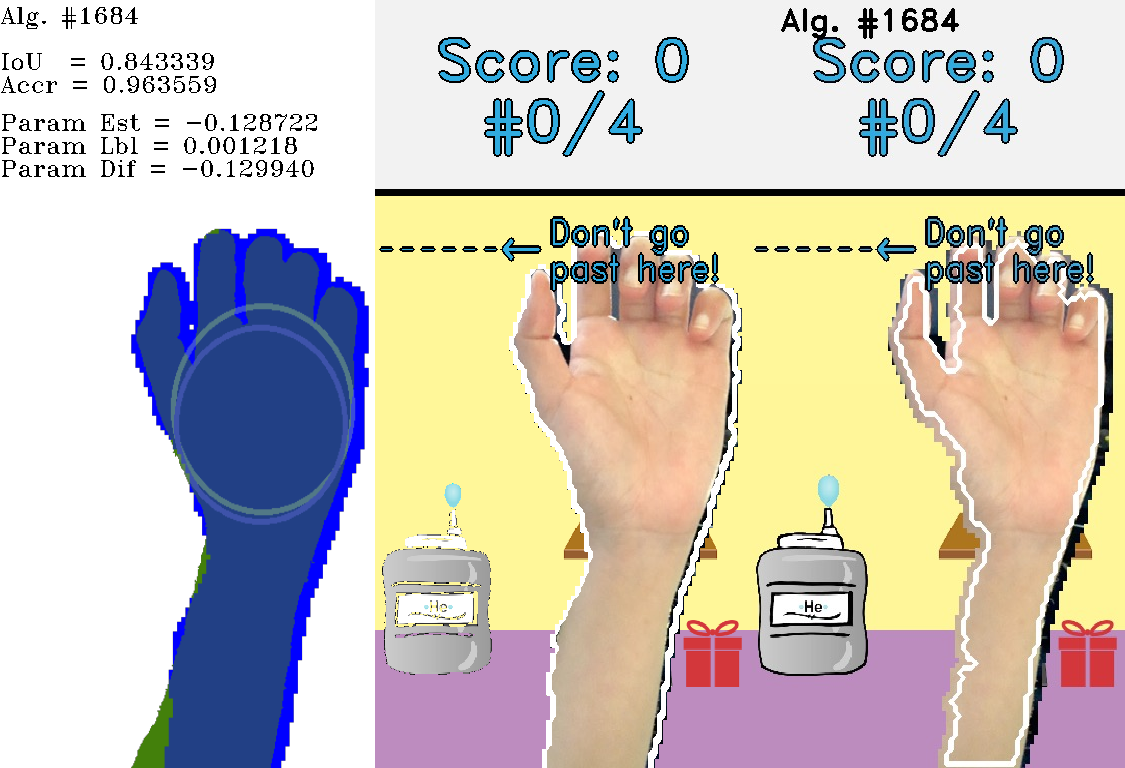 Alg. #1684
IoU = 0.843339
Accr = 0.963559
Param Est = −0.128722
Param Lbl = 0.001218
Param Dif = −0.129940
Score: 0
#0/4
Don't go
past here!
He
Alg. #1684
Score: 0
#0/4
Don't go
past here!
He